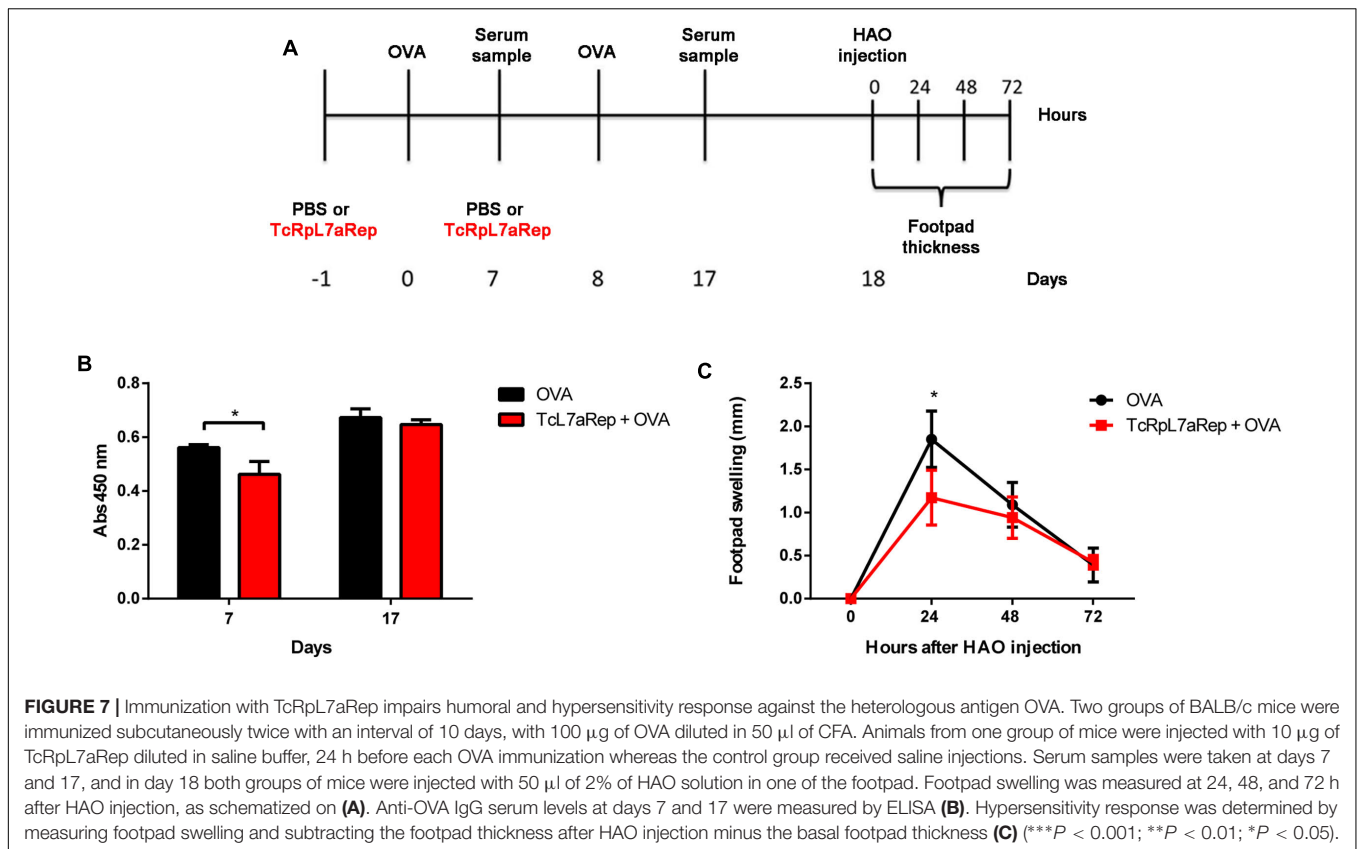 A
OVA
Serum
sample
OVA
Serum
sample
HAO
injection
0 24 48 72
Hours
PBS or
TcRpL7aRep
PBS or
TcRpL7aRep
Footpad
thickness
-1 0 7 8 17 18 Days
B
0.8
0.6
0.4
0.2
0.0
Abs450 nm
*
7 17
Days
OVA
TcL7aRep + OVA
C
2.5
2.0
1.5
1.0
0.5
0.0
Footpad swelling (mm)
*
0 24 48 72
Hours after HAO injection
OVA
TcRpL7aRep + OVA
FIGURE 7 | Immunization with TcRpL7aRep impairs humoral and hypersensitivity response against the heterologous antigen OVA. Two groups of BALB/c mice were
immunized subcutaneously twice with an interval of 10 days, with 100 μg of OVA diluted in 50 μl of CFA. Animals from one group of mice were injected with 10 μg of
TcRpL7aRep diluted in saline buffer, 24 h before each OVA immunization whereas the control group received saline injections. Serum samples were taken at days 7
and 17, and in day 18 both groups of mice were injected with 50 μl of 2% of HAO solution in one of the footpad. Footpad swelling was measured at 24, 48, and 72 h
after HAO injection, as schematized on (A). Anti-OVA IgG serum levels at days 7 and 17 were measured by ELISA (B). Hypersensitivity response was determined by
measuring footpad swelling and subtracting the footpad thickness after HAO injection minus the basal footpad thickness (C) (***P < 0.001; **P < 0.01; *P < 0.05).